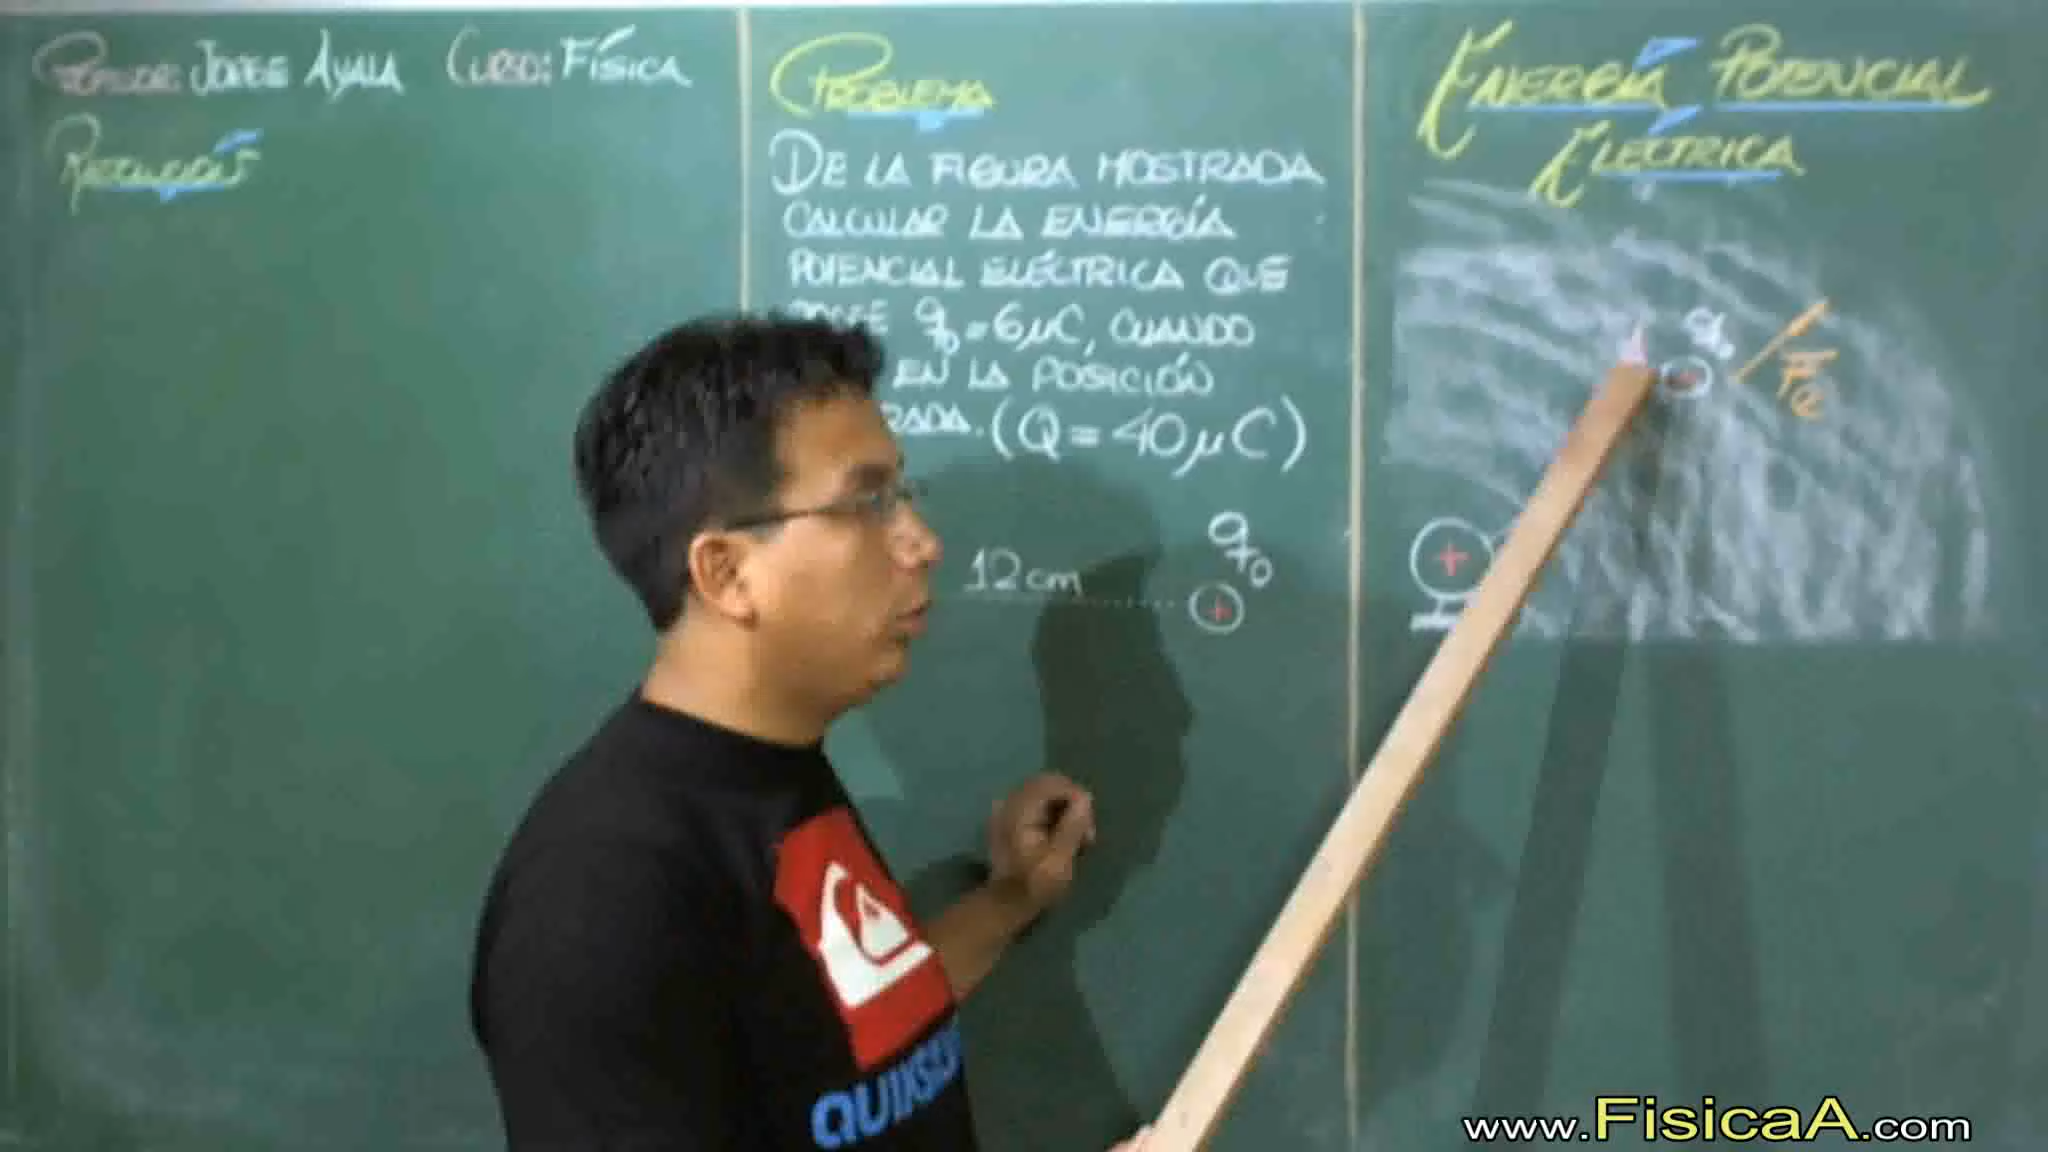 Profesor: Jorge Ayala Curso: Física
Resolución
Problema
De la figura mostrada
calcular la energía
potencial eléctrica que
q₀ = 6μC, cuando
en la posición
(Q = 40μC)
12cm
q₀
+
Energía Potencial
Eléctrica
q₀
+
Fe
+
QUIKS
www.FisicaA.com